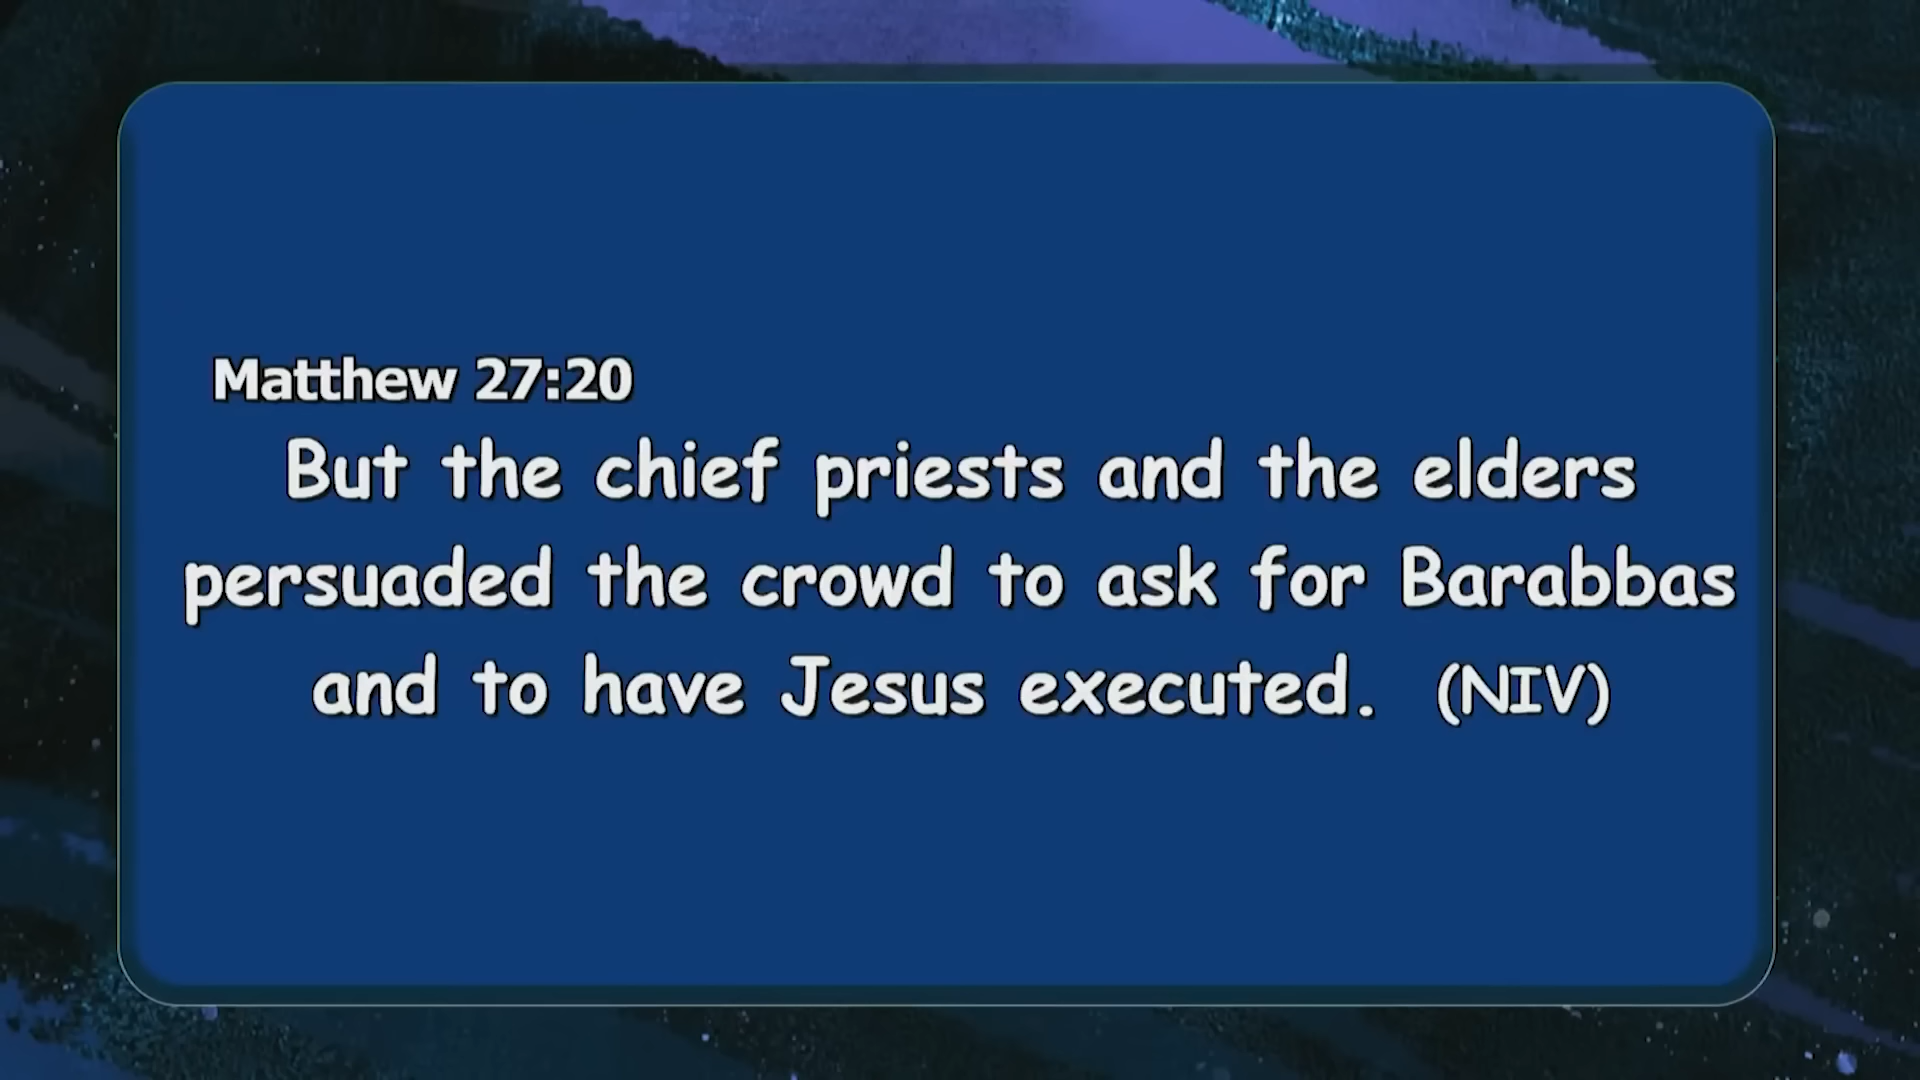 Matthew 27:20
But the chief priests and the elders
persuaded the crowd to ask for Barabbas
and to have Jesus executed. (NIV)